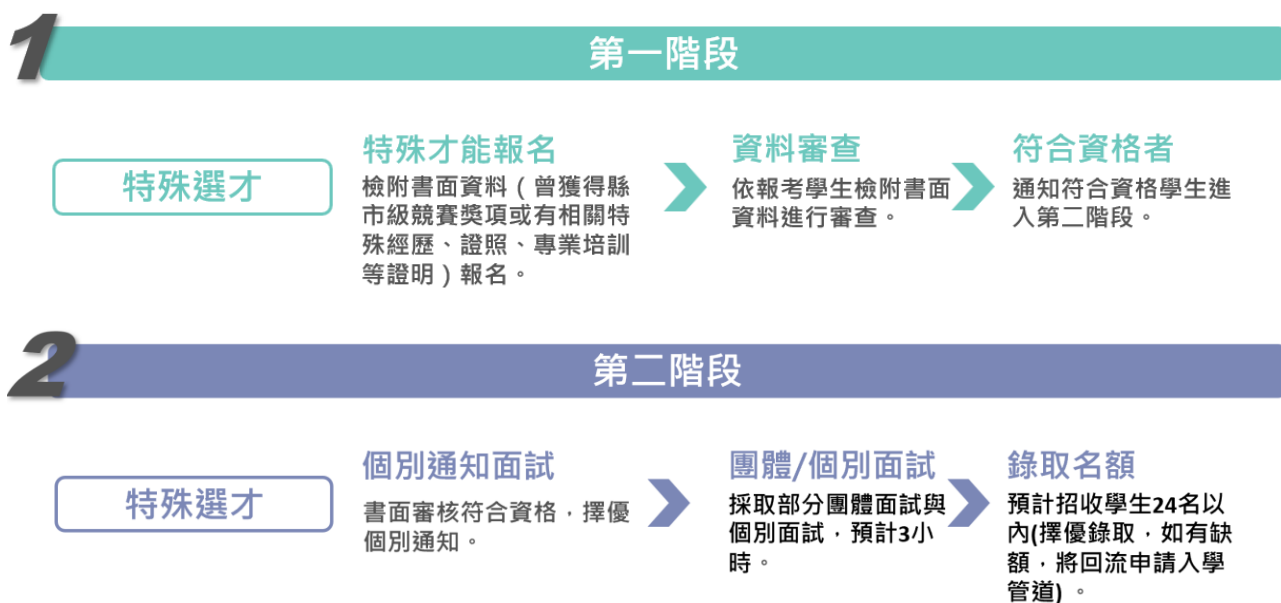 1
第一階段
特殊選才
特殊才能報名
檢附書面資料（曾獲得縣
市級競賽獎項或有相關特
殊經歷、證照、專業培訓
等證明）報名。
資料審查
依報考學生檢附書面
資料進行審查。
符合資格者
通知符合資格學生進
入第二階段。
2
第二階段
特殊選才
個別通知面試
書面審核符合資格，擇優
個別通知。
團體/個別面試
採取部分團體面試與
個別面試，預計3小
時。
錄取名額
預計招收學生24名以
內(擇優錄取，如有缺
額，將回流申請入學
管道) 。